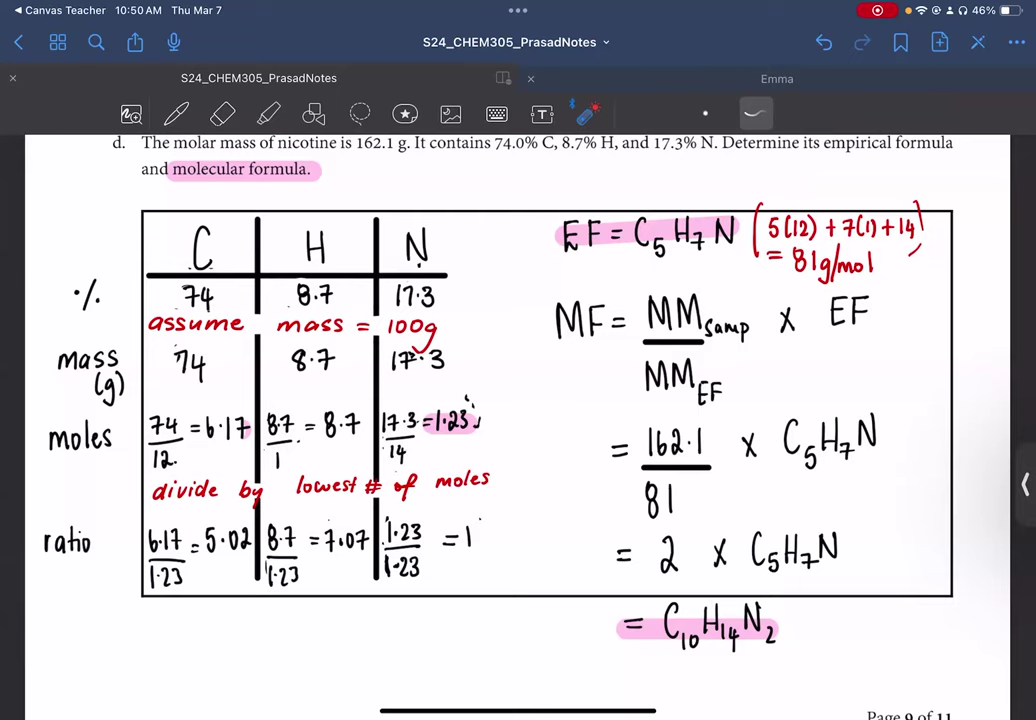 Canvas Teacher 10:50 AM Thu Mar 7 46%
S24_CHEM305_PrasadNotes
S24_CHEM305_PrasadNotes Emma
d. The molar mass of nicotine is 162.1 g. It contains 74.0% C, 8.7% H, and 17.3% N. Determine its empirical formula
and molecular formula.
C H N
% 74 8.7 17.3
assume mass = 100g
mass (g) 74 8.7 17.3
moles 74/12 = 6.17 8.7/1 = 8.7 17.3/14 = 1.23
divide by lowest # of moles
ratio 6.17/1.23 = 5.02 8.7/1.23 = 7.07 1.23/1.23 = 1
EF = C5H7N (5(12) + 7(1) + 14)
= 81g/mol
MF = MMsamp/MMEF x EF
= 162.1/81 x C5H7N
= 2 x C5H7N
= C10H14N2
Page 9 of 11